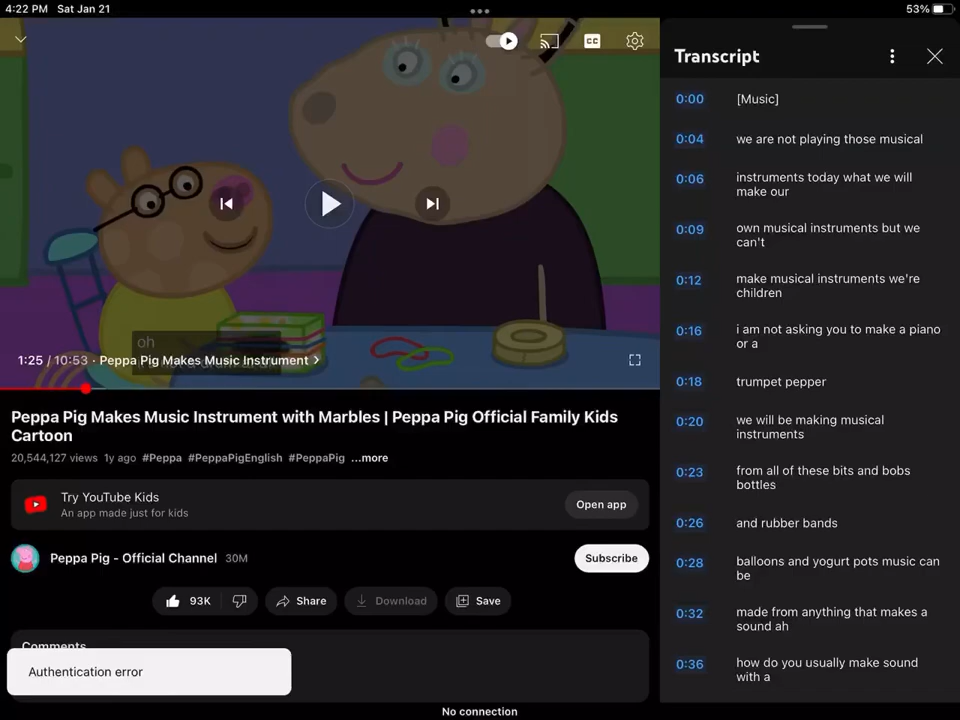 4:22 PM Sat Jan 21
53%
CC
oh
1:25 / 10:53 · Peppa Pig Makes Music Instrument
Peppa Pig Makes Music Instrument with Marbles | Peppa Pig Official Family Kids
Cartoon
20,544,127 views 1y ago #Peppa #PeppaPigEnglish #PeppaPig ...more
Try YouTube Kids
An app made just for kids
Open app
Peppa Pig - Official Channel 30M
Subscribe
93K
Share
Download
Save
Comments
Authentication error
No connection
Transcript
0:00 [Music]
0:04 we are not playing those musical
0:06 instruments today what we will
make our
0:09 own musical instruments but we
can't
0:12 make musical instruments we're
children
0:16 i am not asking you to make a piano
or a
0:18 trumpet pepper
0:20 we will be making musical
instruments
0:23 from all of these bits and bobs
bottles
0:26 and rubber bands
0:28 balloons and yogurt pots music can
be
0:32 made from anything that makes a
sound ah
0:36 how do you usually make sound
with a